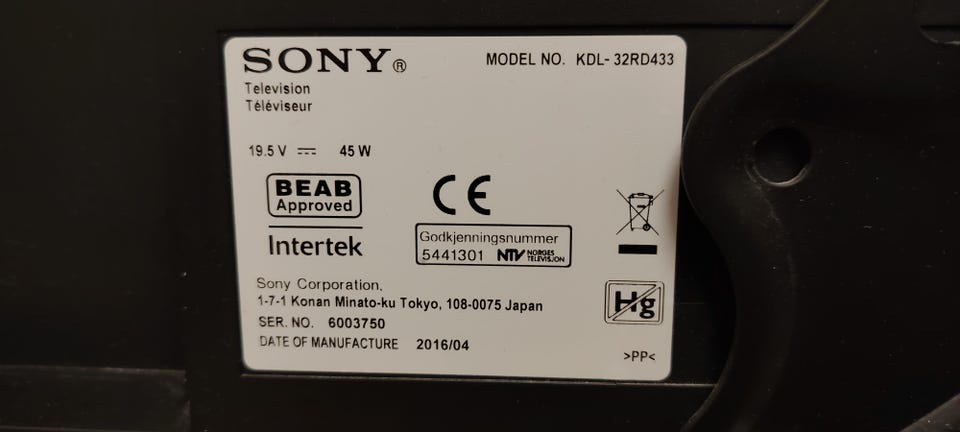 SONY®
MODEL NO. KDL-32RD433
Television
Téléviseur
19.5 V ⎓ 45 W
BEAB
Approved
Intertek
CE
Godkjenningsnummer
5441301 NTV NORGES
TELEVISJON
Hg
Sony Corporation,
1-7-1 Konan Minato-ku Tokyo, 108-0075 Japan
SER. NO. 6003750
DATE OF MANUFACTURE 2016/04
>PP<